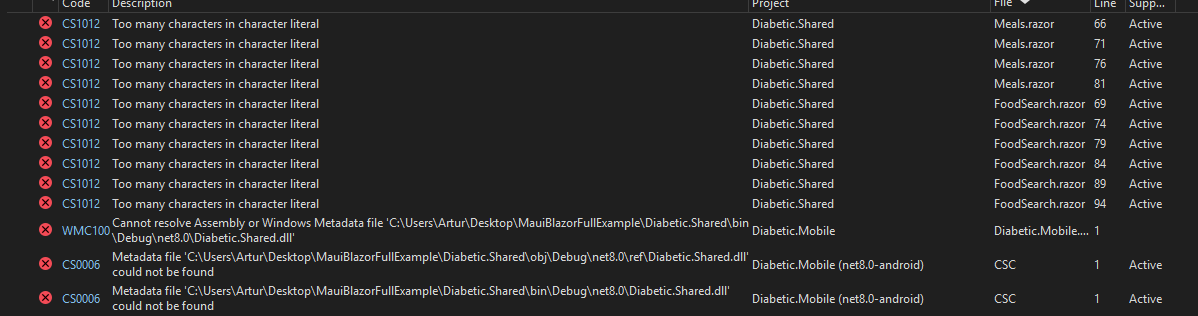 Code Description Project File Line Supp...
CS1012 Too many characters in character literal Diabetic.Shared Meals.razor 66 Active
CS1012 Too many characters in character literal Diabetic.Shared Meals.razor 71 Active
CS1012 Too many characters in character literal Diabetic.Shared Meals.razor 76 Active
CS1012 Too many characters in character literal Diabetic.Shared Meals.razor 81 Active
CS1012 Too many characters in character literal Diabetic.Shared FoodSearch.razor 69 Active
CS1012 Too many characters in character literal Diabetic.Shared FoodSearch.razor 74 Active
CS1012 Too many characters in character literal Diabetic.Shared FoodSearch.razor 79 Active
CS1012 Too many characters in character literal Diabetic.Shared FoodSearch.razor 84 Active
CS1012 Too many characters in character literal Diabetic.Shared FoodSearch.razor 89 Active
CS1012 Too many characters in character literal Diabetic.Shared FoodSearch.razor 94 Active
WMC100 Cannot resolve Assembly or Windows Metadata file 'C:\Users\Artur\Desktop\MauiBlazorFullExample\Diabetic.Shared\bin Diabetic.Mobile Diabetic.Mobile.... 1
\Debug\net8.0\Diabetic.Shared.dll'
CS0006 Metadata file 'C:\Users\Artur\Desktop\MauiBlazorFullExample\Diabetic.Shared\obj\Debug\net8.0\ref\Diabetic.Shared.dll' Diabetic.Mobile (net8.0-android) CSC 1 Active
could not be found
CS0006 Metadata file 'C:\Users\Artur\Desktop\MauiBlazorFullExample\Diabetic.Shared\bin\Debug\net8.0\Diabetic.Shared.dll' Diabetic.Mobile (net8.0-android) CSC 1 Active
could not be found